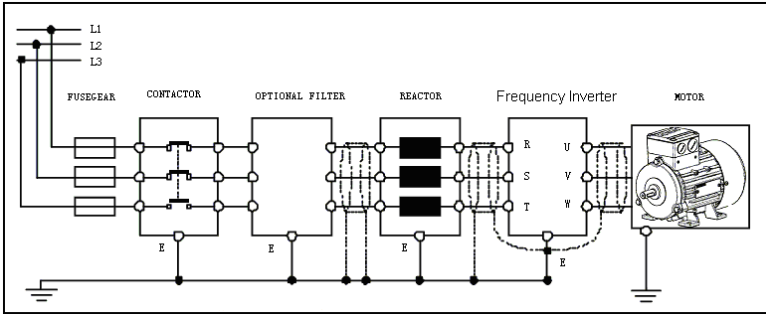 L1
L2
L3
FUSEGEAR CONTACTOR OPTIONAL FILTER REACTOR Frequency Inverter MOTOR
R U
S V
T W
E E E E